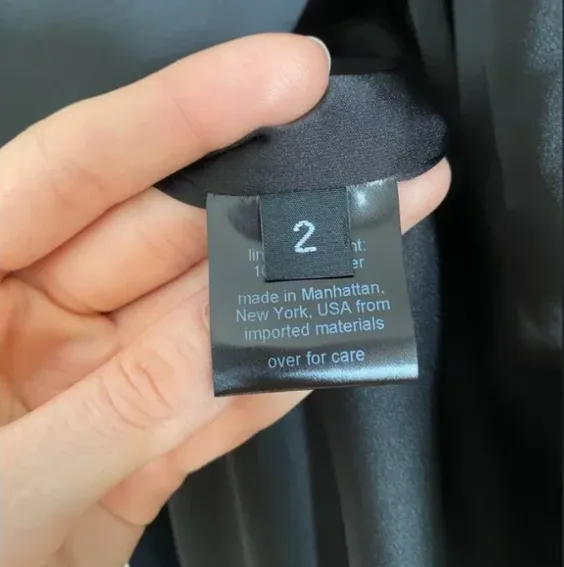 2
made in Manhattan,
New York, USA from
imported materials
over for care